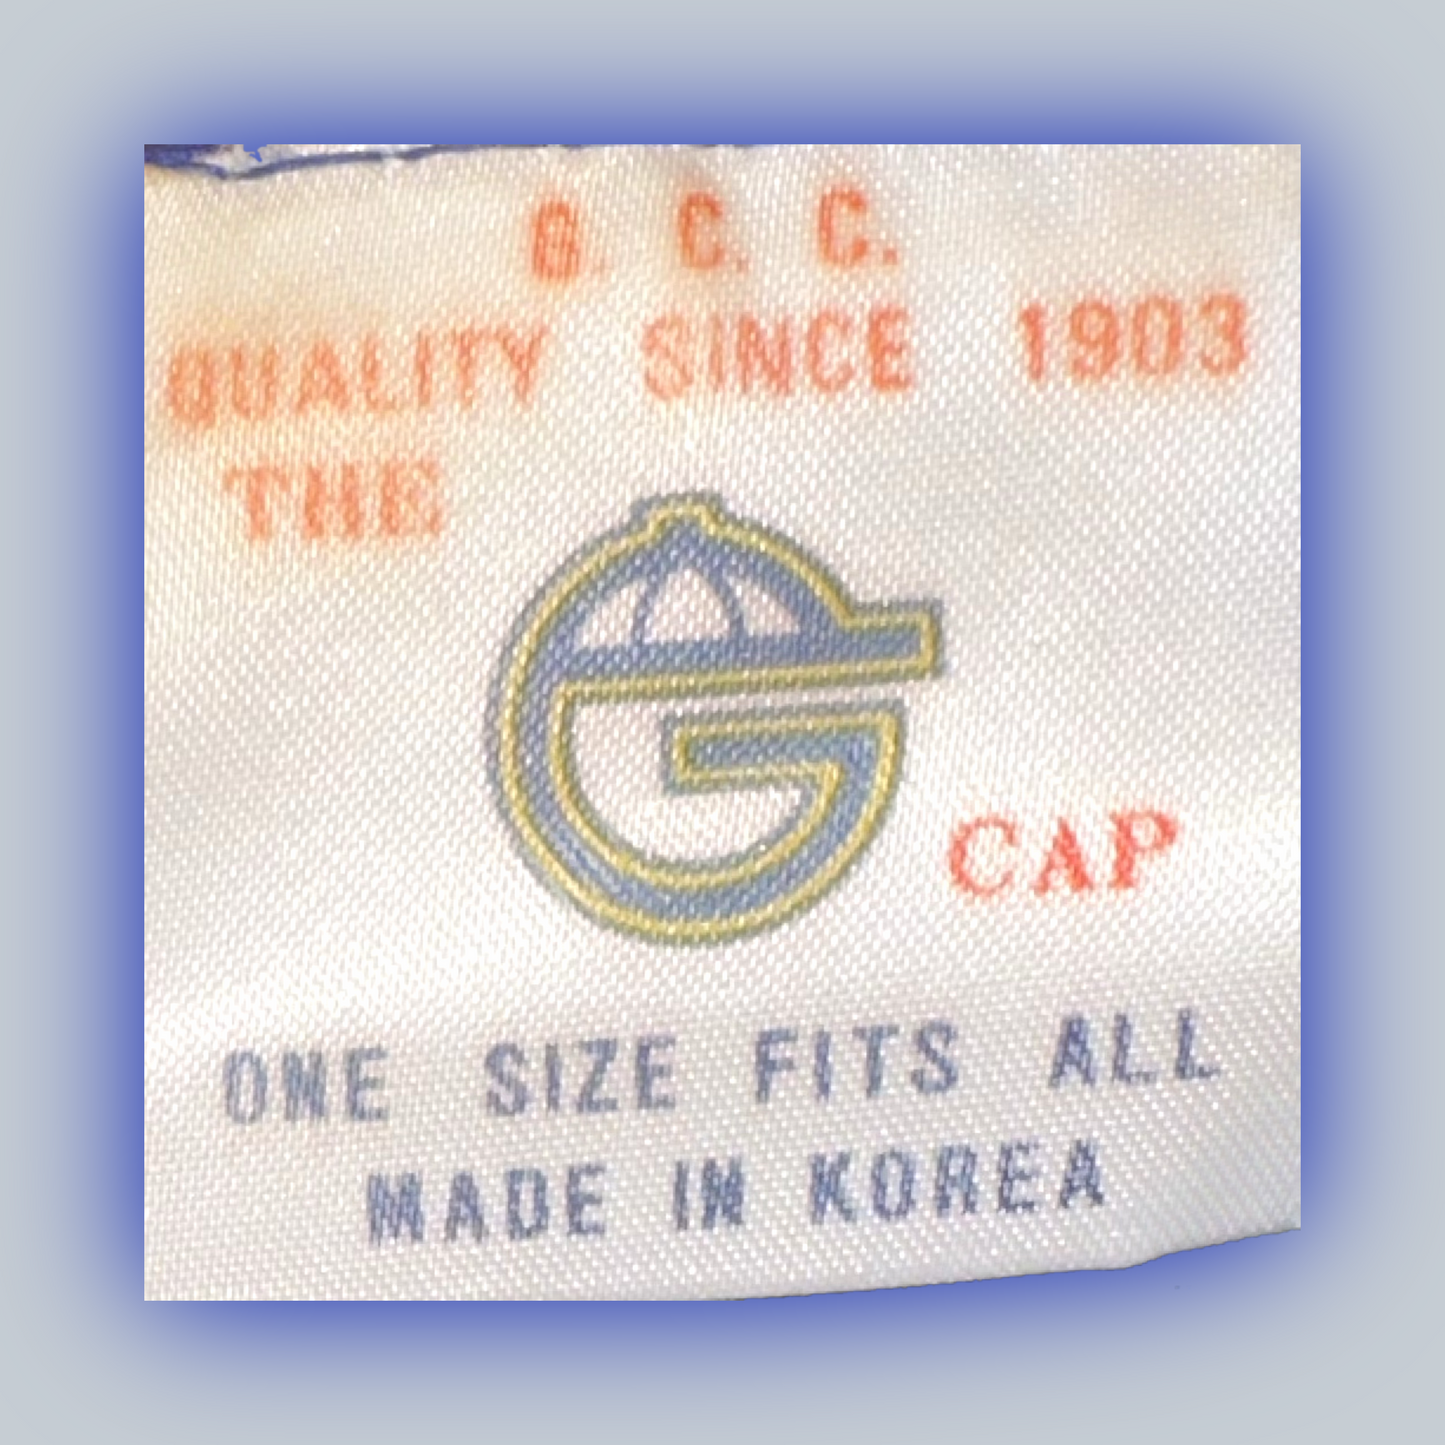 G. C. C.
QUALITY SINCE 1903
THE
G
CAP
ONE SIZE FITS ALL
MADE IN KOREA